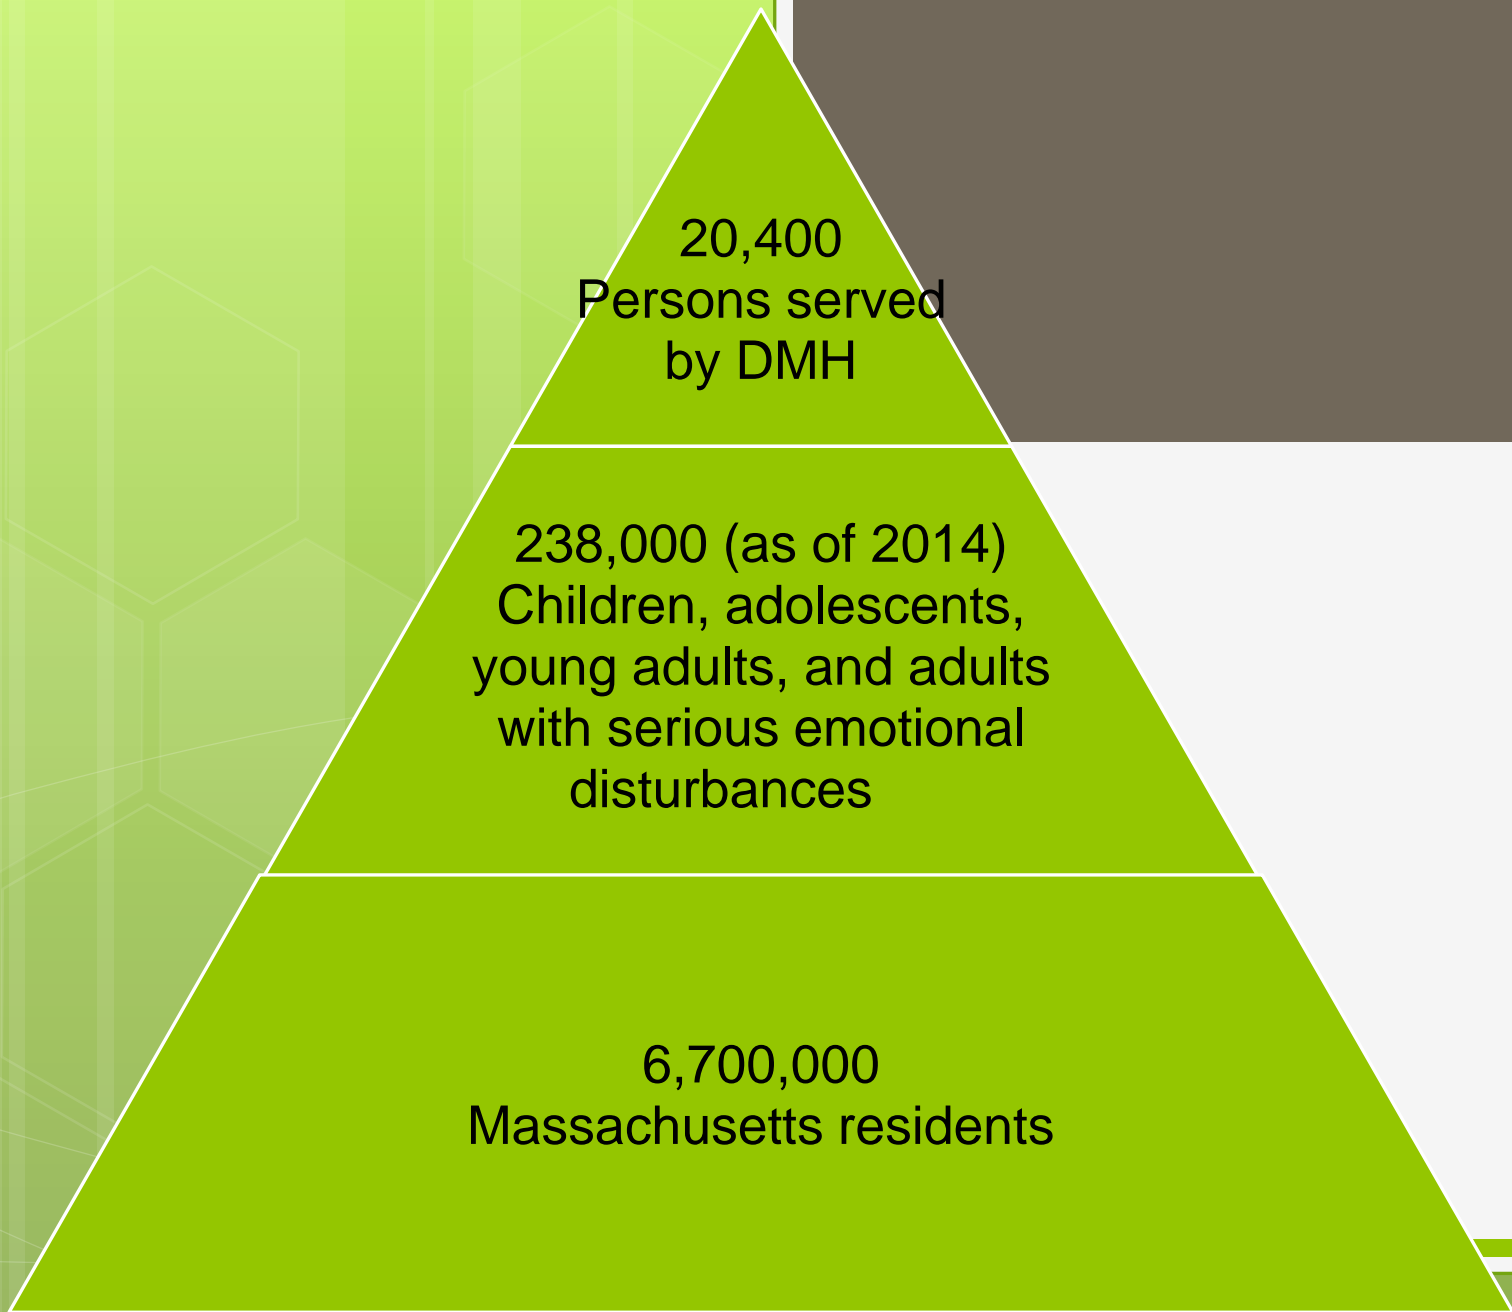 20,400
Persons served
by DMH
238,000 (as of 2014)
Children, adolescents,
young adults, and adults
with serious emotional
disturbances
6,700,000
Massachusetts residents